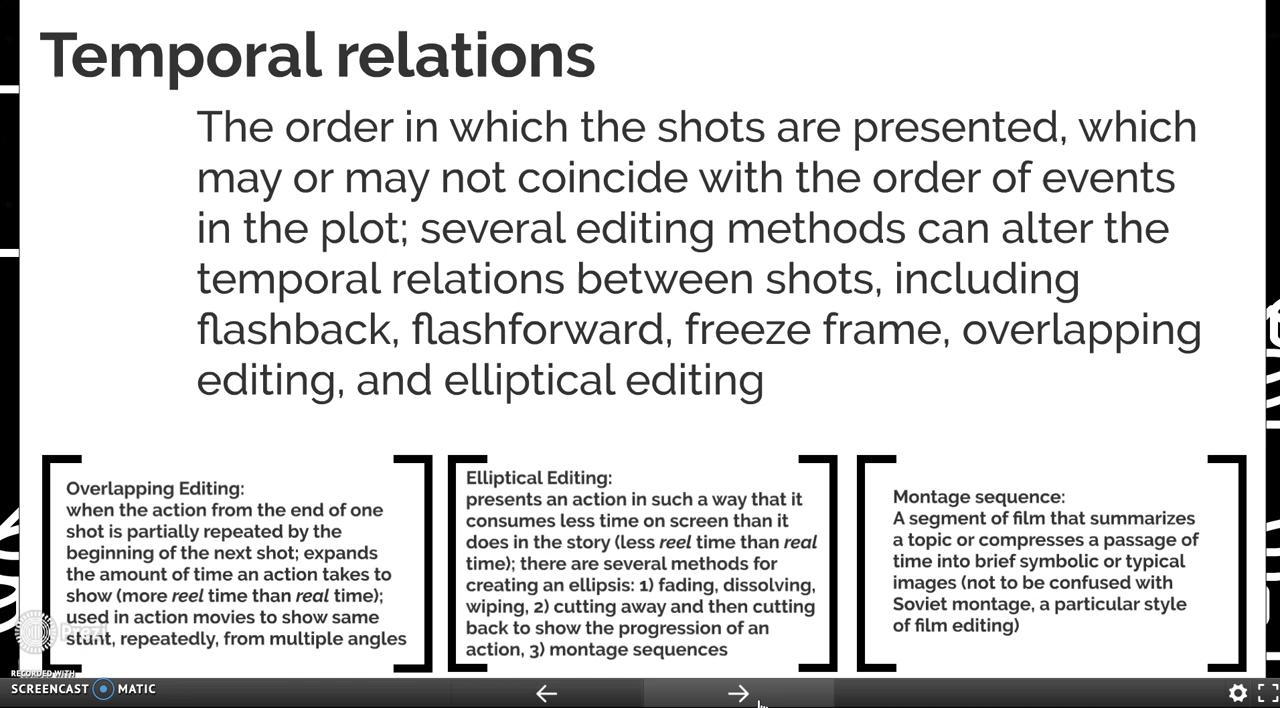 Temporal relations
The order in which the shots are presented, which
may or may not coincide with the order of events
in the plot; several editing methods can alter the
temporal relations between shots, including
flashback, flashforward, freeze frame, overlapping
editing, and elliptical editing
Overlapping Editing:
when the action from the end of one
shot is partially repeated by the
beginning of the next shot; expands
the amount of time an action takes to
show (more reel time than real time);
used in action movies to show same
stunt, repeatedly, from multiple angles
Elliptical Editing:
presents an action in such a way that it
consumes less time on screen than it
does in the story (less reel time than real
time); there are several methods for
creating an ellipsis: 1) fading, dissolving,
wiping, 2) cutting away and then cutting
back to show the progression of an
action, 3) montage sequences
Montage sequence:
A segment of film that summarizes
a topic or compresses a passage of
time into brief symbolic or typical
images (not to be confused with
Soviet montage, a particular style
of film editing)
Prezi
RECORDED WITH
SCREENCAST MATIC